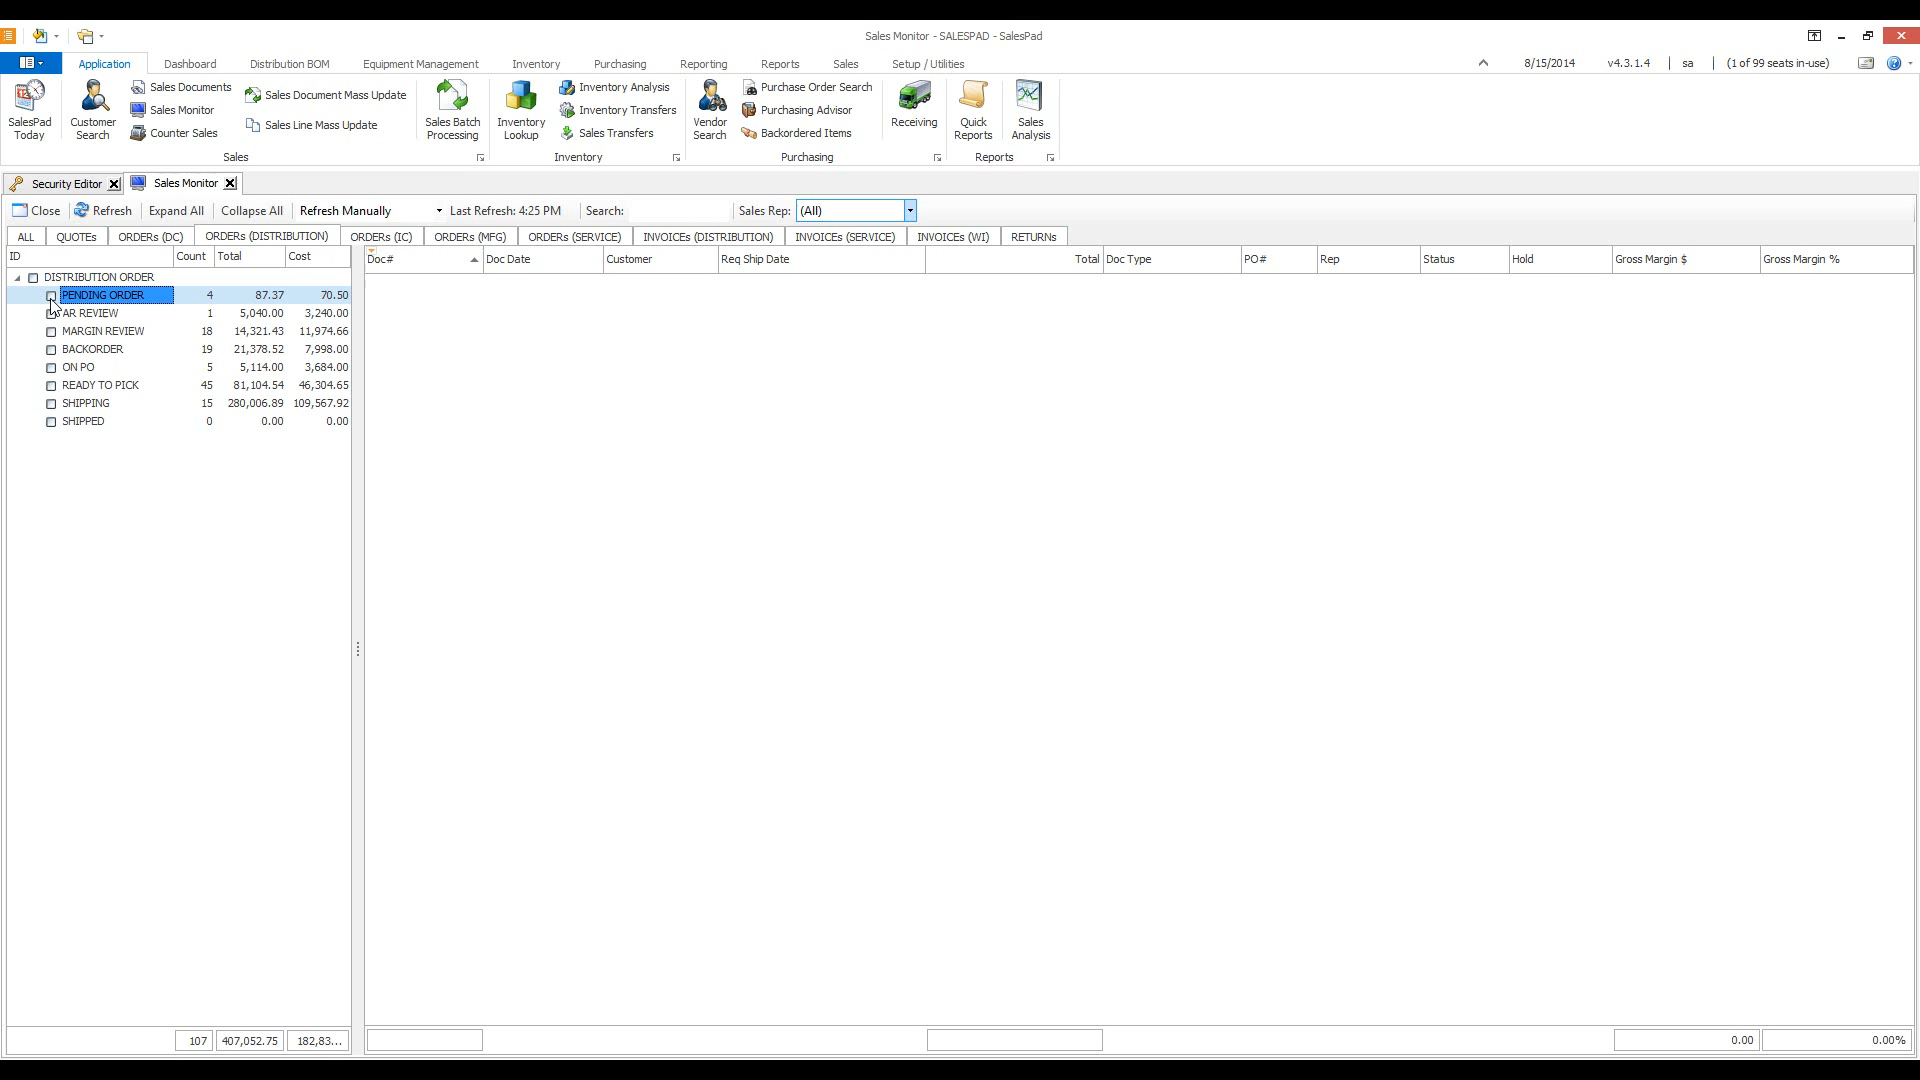 Sales Monitor - SALESPAD - SalesPad
Application Dashboard Distribution BOM Equipment Management Inventory Purchasing Reporting Reports Sales Setup / Utilities 8/15/2014 v4.3.1.4 | sa | (1 of 99 seats in-use)
SalesPad Today
Customer Search
Sales Documents
Sales Monitor
Counter Sales
Sales Document Mass Update
Sales Line Mass Update
Sales Batch Processing
Inventory Lookup
Inventory Analysis
Inventory Transfers
Sales Transfers
Vendor Search
Purchase Order Search
Purchasing Advisor
Backordered Items
Receiving
Quick Reports
Sales Analysis
Sales Inventory Purchasing Reports
Security Editor Sales Monitor
Close Refresh Expand All Collapse All Refresh Manually Last Refresh: 4:25 PM Search: Sales Rep: (All)
ALL QUOTEs ORDERs (DC) ORDERs (DISTRIBUTION) ORDERs (IC) ORDERs (MFG) ORDERs (SERVICE) INVOICEs (DISTRIBUTION) INVOICEs (SERVICE) INVOICEs (WI) RETURNs
ID Count Total Cost Doc# Doc Date Customer Req Ship Date Total Doc Type PO# Rep Status Hold Gross Margin $ Gross Margin %
DISTRIBUTION ORDER
PENDING ORDER 4 87.37 70.50
AR REVIEW 1 5,040.00 3,240.00
MARGIN REVIEW 18 14,321.43 11,974.66
BACKORDER 19 21,378.52 7,998.00
ON PO 5 5,114.00 3,684.00
READY TO PICK 45 81,104.54 46,304.65
SHIPPING 15 280,006.89 109,567.92
SHIPPED 0 0.00 0.00
107 407,052.75 182,83... 0.00 0.00%